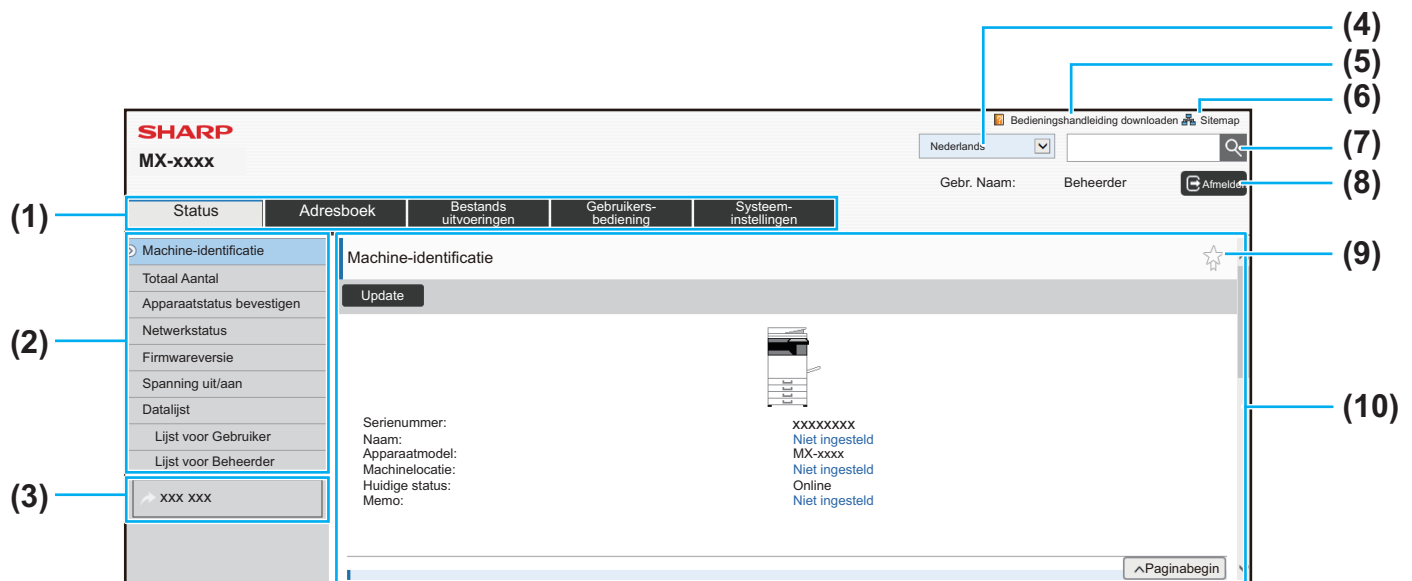 (4)
(5)
(6)
Bedieningshandleiding downloaden Sitemap
SHARP
Nederlands
(7)
MX-xxxx
Gebr. Naam: Beheerder Afmelden
(8)
(1)
Status
Adresboek
Bestands
uitvoeringen
Gebruikers-
bediening
Systeem-
instellingen
(2)
Machine-identificatie
Totaal Aantal
Apparaatstatus bevestigen
Netwerkstatus
Firmwareversie
Spanning uit/aan
Datalijst
Lijst voor Gebruiker
Lijst voor Beheerder
(3)
xxx xxx
Machine-identificatie
(9)
Update
(10)
Serienummer: xxxxxxxx
Naam: Niet ingesteld
Apparaatmodel: MX-xxxx
Machinelocatie: Niet ingesteld
Huidige status: Online
Memo: Niet ingesteld
Paginabegin